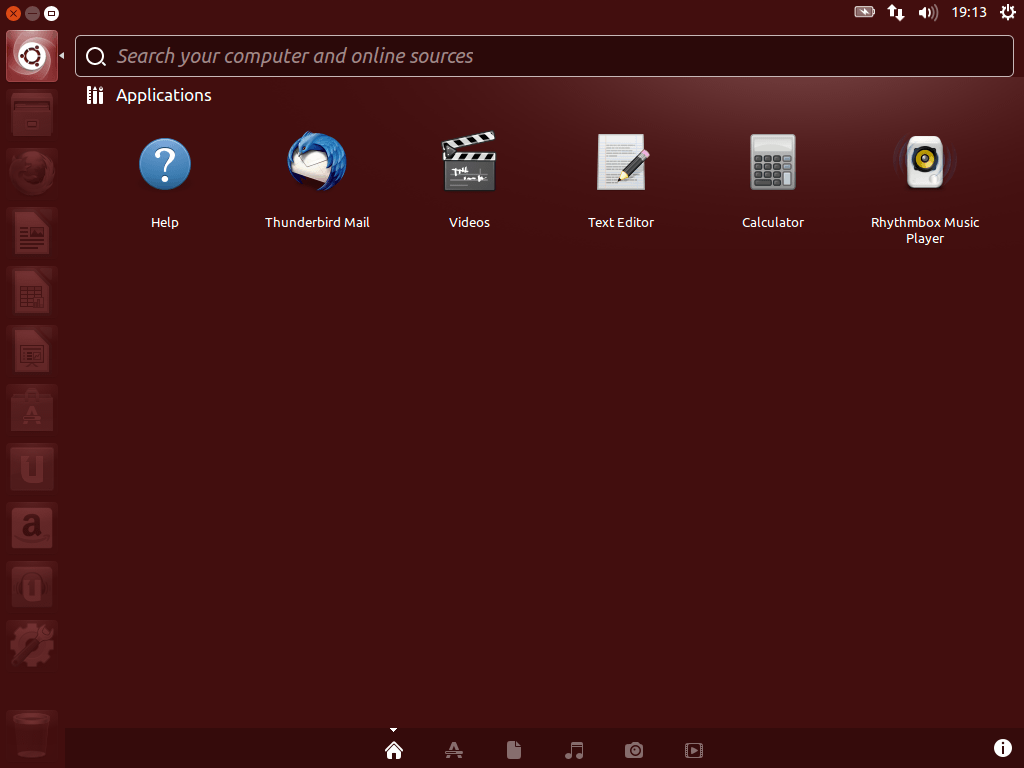 19:13
Search your computer and online sources
Applications
Help
Thunderbird Mail
Videos
Text Editor
Calculator
Rhythmbox Music
Player